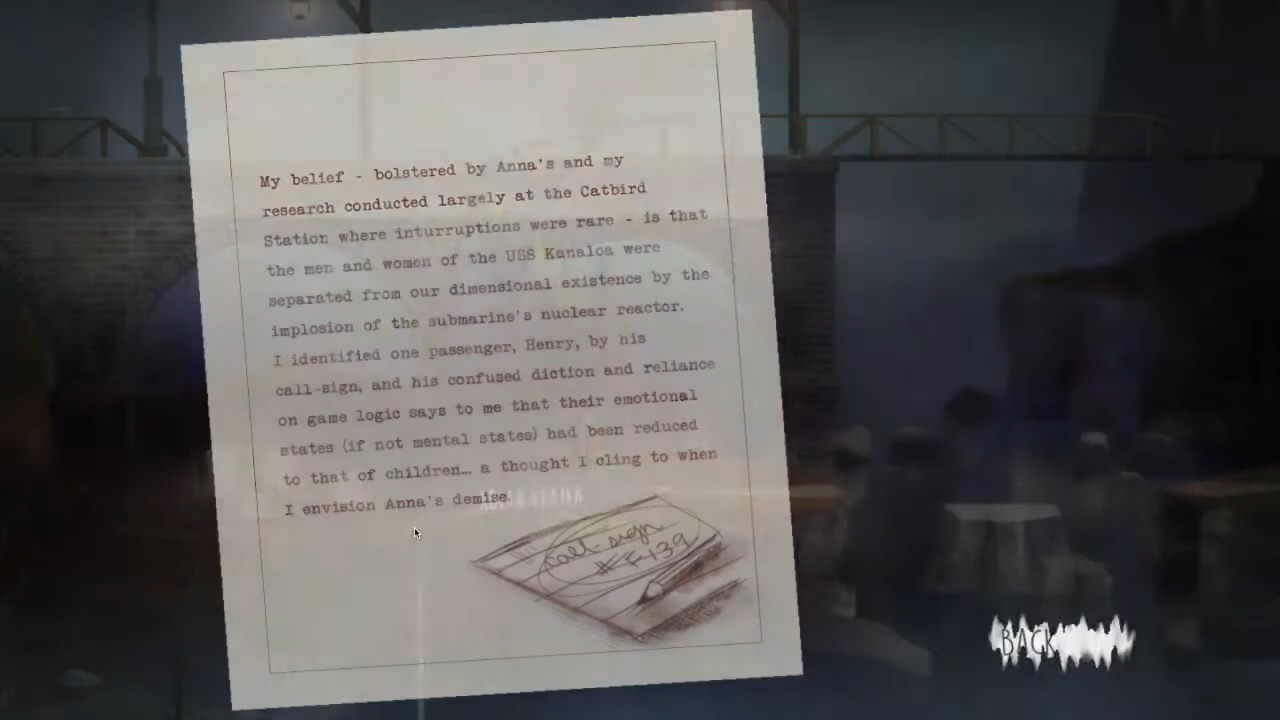 My belief - bolstered by Anna's and my
research conducted largely at the Catbird
Station where inturruptions were rare - is that
the men and women of the USS Kanaloa were
separated from our dimensional existence by the
implosion of the submarine's nuclear reactor.
I identified one passenger, Henry, by his
call-sign, and his confused diction and reliance
on game logic says to me that their emotional
states (if not mental states) had been reduced
to that of children... a thought I cling to when
I envision Anna's demise.
call-sign
BACK